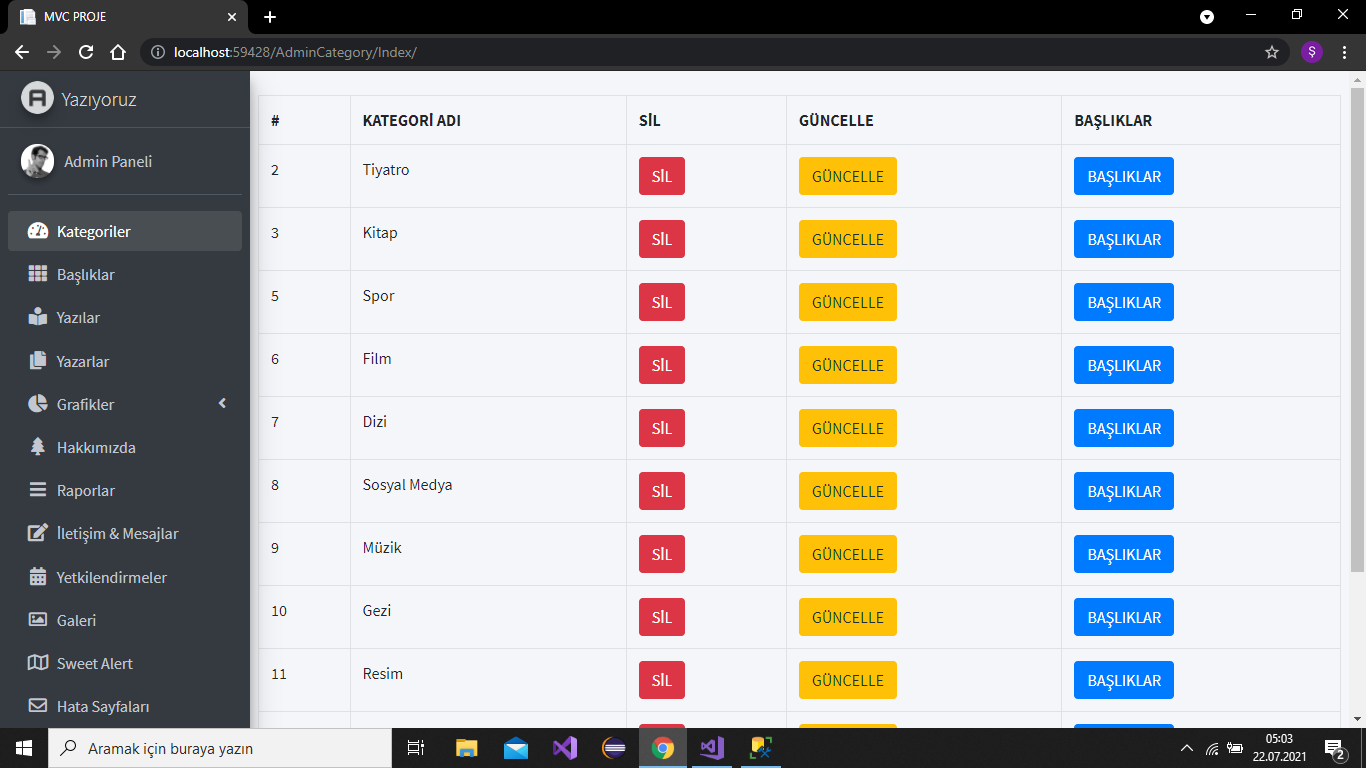 MVC PROJE
localhost:59428/AdminCategory/Index/
Ş
Yazıyoruz
Admin Paneli
Kategoriler
Başlıklar
Yazılar
Yazarlar
Grafikler
Hakkımızda
Raporlar
İletişim & Mesajlar
Yetkilendirmeler
Galeri
Sweet Alert
Hata Sayfaları
# KATEGORİ ADI SİL GÜNCELLE BAŞLIKLAR
2 Tiyatro SİL GÜNCELLE BAŞLIKLAR
3 Kitap SİL GÜNCELLE BAŞLIKLAR
5 Spor SİL GÜNCELLE BAŞLIKLAR
6 Film SİL GÜNCELLE BAŞLIKLAR
7 Dizi SİL GÜNCELLE BAŞLIKLAR
8 Sosyal Medya SİL GÜNCELLE BAŞLIKLAR
9 Müzik SİL GÜNCELLE BAŞLIKLAR
10 Gezi SİL GÜNCELLE BAŞLIKLAR
11 Resim SİL GÜNCELLE BAŞLIKLAR
Aramak için buraya yazın
05:03
22.07.2021
2